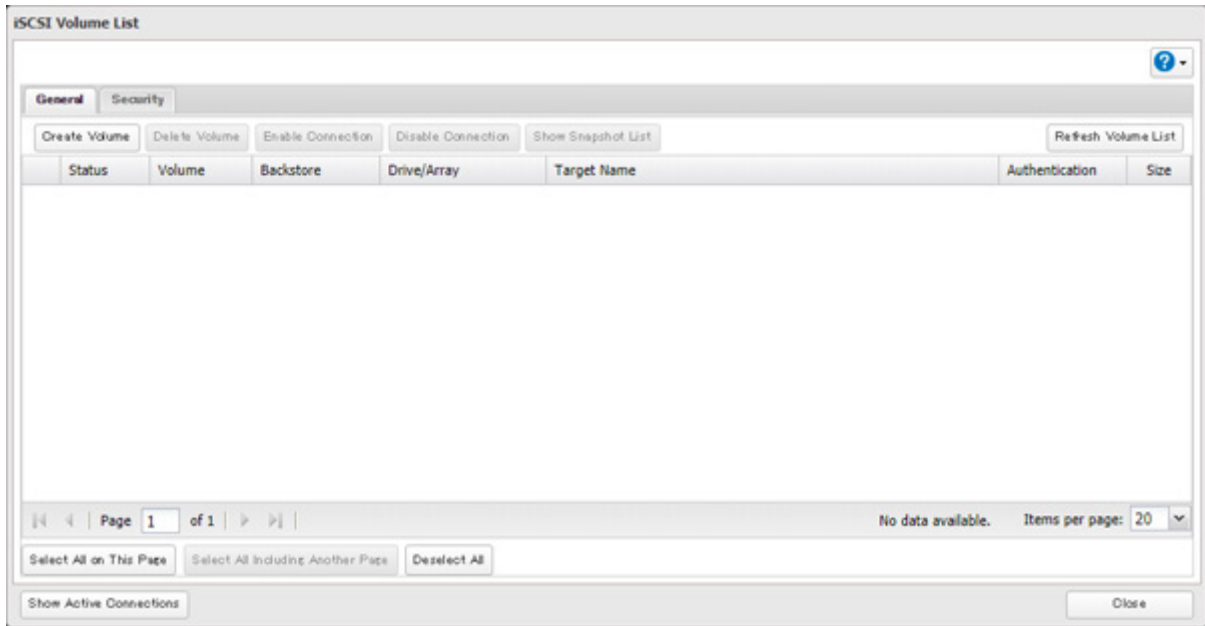 iSCSI Volume List
?
General Security
Create Volume Delete Volume Enable Connection Disable Connection Show Snapshot List Refresh Volume List
Status Volume Backstore Drive/Array Target Name Authentication Size
Page 1 of 1 No data available. Items per page: 20
Select All on This Page Select All Including Another Page Deselect All
Show Active Connections Close